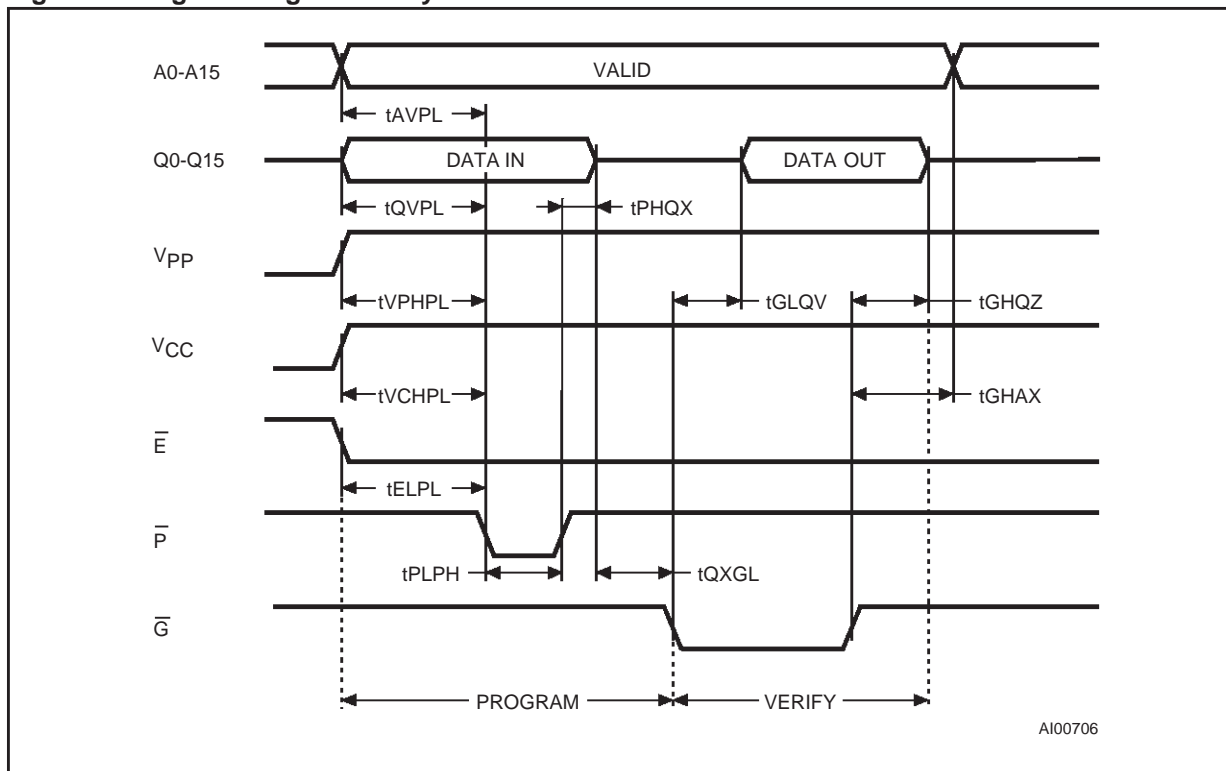 A0-A15
VALID
tAVPL
Q0-Q15
DATA IN
DATA OUT
tQVPL
tPHQX
VPP
tVPHPL
tGLQV
tGHQZ
VCC
tVCHPL
tGHAX
E̅
tELPL
P̅
tPLPH
tQXGL
G̅
PROGRAM
VERIFY
AI00706